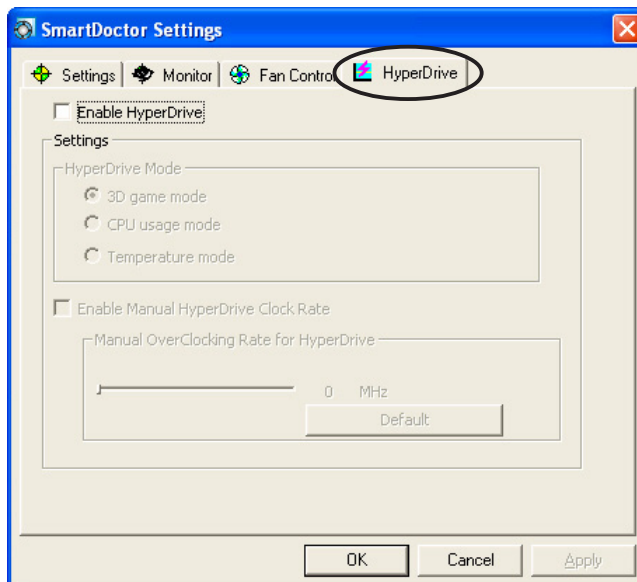 SmartDoctor Settings
Settings Monitor Fan Control HyperDrive
Enable HyperDrive
Settings
HyperDrive Mode
3D game mode
CPU usage mode
Temperature mode
Enable Manual HyperDrive Clock Rate
Manual OverClocking Rate for HyperDrive
0 MHz
Default
OK Cancel Apply